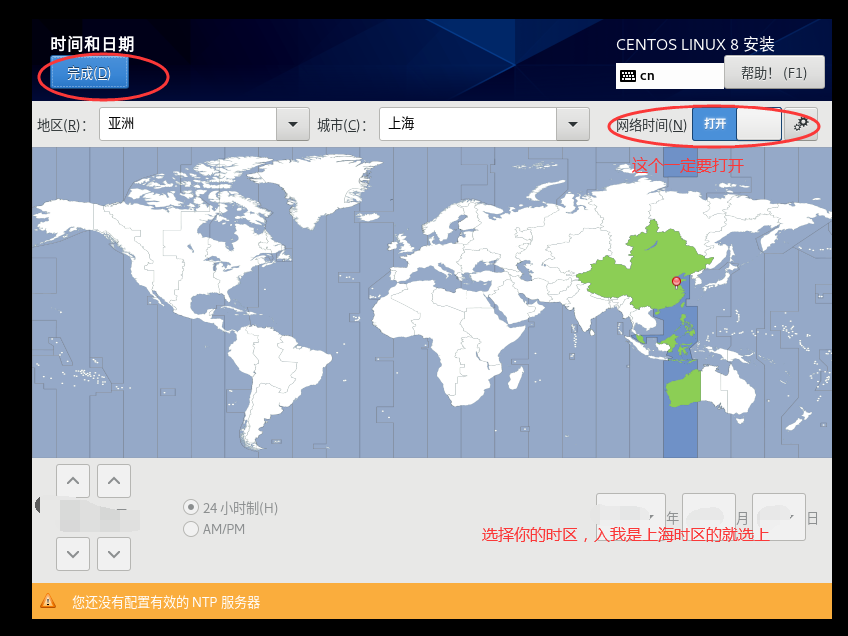 时间和日期
CENTOS LINUX 8 安装
完成(D)
cn
帮助！(F1)
地区(R)：
亚洲
城市(C)：
上海
网络时间(N)
打开
这个一定要打开
24 小时制(H)
AM/PM
年
月
日
选择你的时区，入我是上海时区的就选上
您还没有配置有效的 NTP 服务器